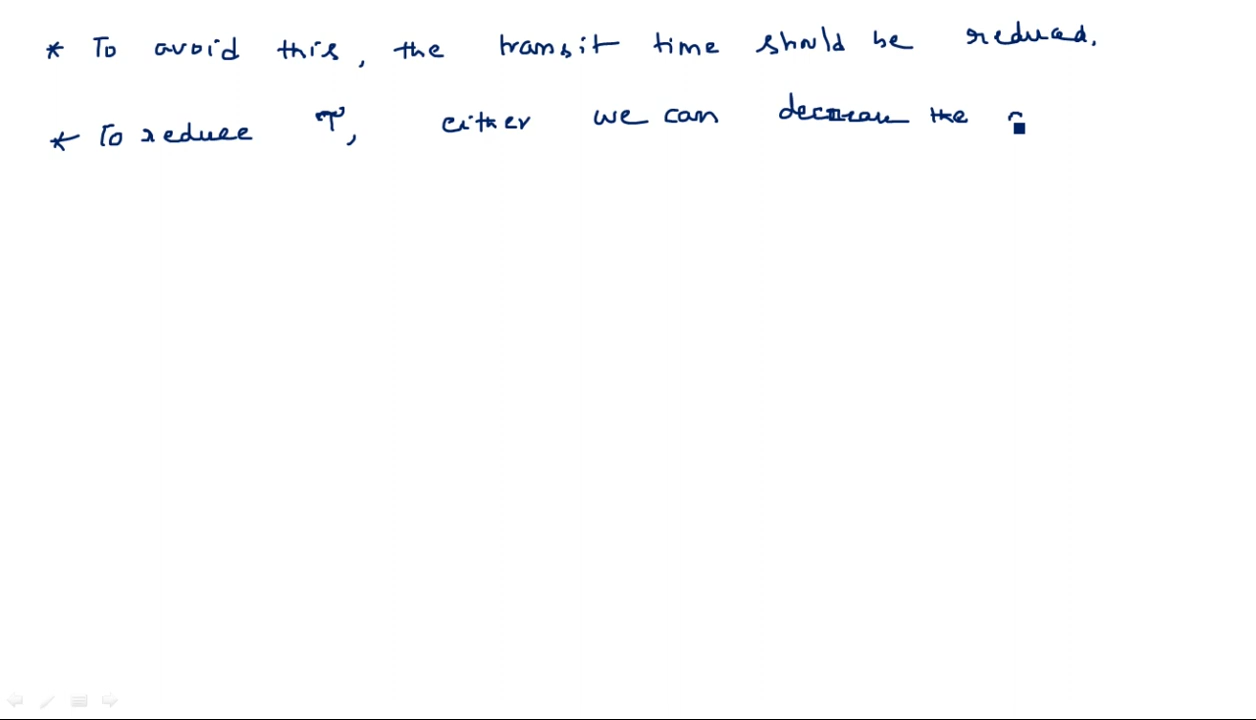 * To avoid this, the transit time should be reduced.
* To reduce τ, either we can decrease the